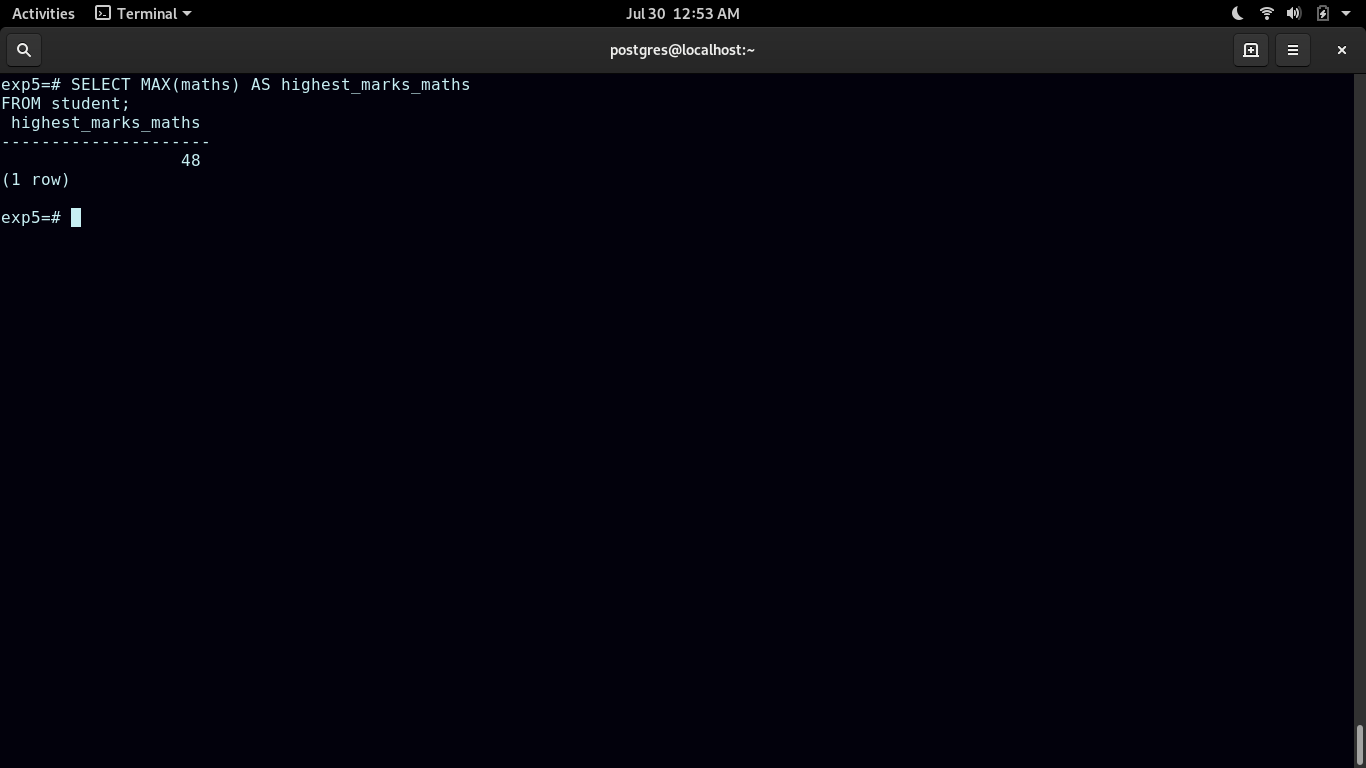 Activities Terminal Jul 30 12:53 AM
postgres@localhost:~
exp5=# SELECT MAX(maths) AS highest_marks_maths
FROM student;
 highest_marks_maths
---------------------
                  48
(1 row)

exp5=#